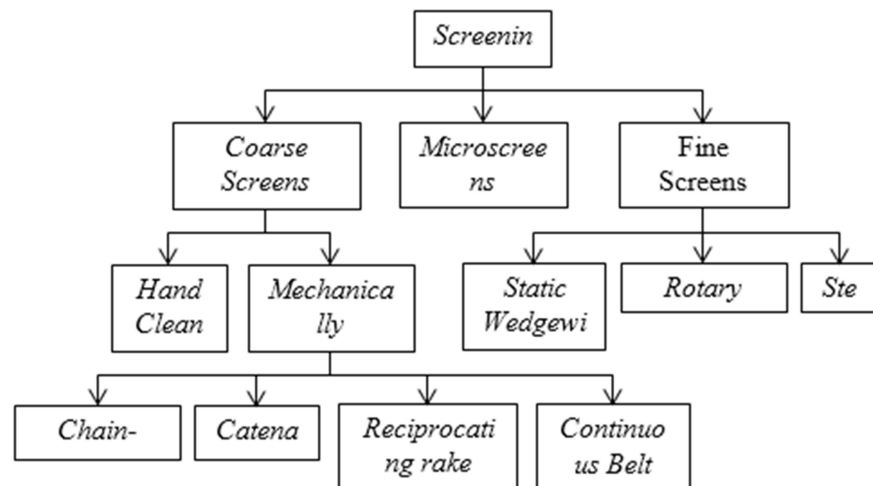 Screenin
Coarse
Screens
Microscree
ns
Fine
Screens
Hand
Clean
Mechanica
lly
Static
Wedgewi
Rotary
Ste
Chain-
Catena
Reciprocati
ng rake
Continuo
us Belt